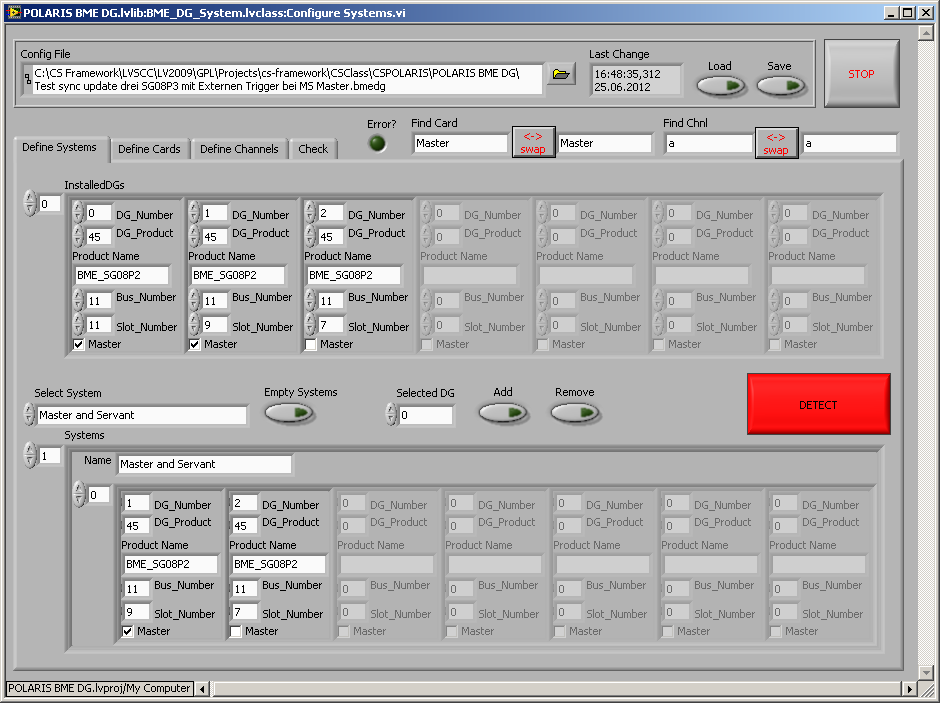 POLARIS BME DG.lvlib:BME_DG_System.lvclass:Configure Systems.vi
Config File
C:\CS Framework\LVSCC\LV2009\GPL\Projects\cs-framework\CSClass\CSPOLARIS\POLARIS BME DG\
Test sync update drei SG08P3 mit Externen Trigger bei MS Master.bmedg
Last Change
16:48:35,312
25.06.2012
Load
Save
STOP
Define Systems
Define Cards
Define Channels
Check
Error?
Find Card
Master
<-> swap
Master
Find Chnl
a
<-> swap
a
InstalledDGs
0
0 DG_Number 1 DG_Number 2 DG_Number 0 DG_Number 0 DG_Number 0 DG_Number 0 DG_Number
45 DG_Product 45 DG_Product 45 DG_Product 0 DG_Product 0 DG_Product 0 DG_Product 0 DG_Product
Product Name Product Name Product Name Product Name Product Name Product Name Product Name
BME_SG08P2 BME_SG08P2 BME_SG08P2
11 Bus_Number 11 Bus_Number 11 Bus_Number 0 Bus_Number 0 Bus_Number 0 Bus_Number 0 Bus_Number
11 Slot_Number 9 Slot_Number 7 Slot_Number 0 Slot_Number 0 Slot_Number 0 Slot_Number 0 Slot_Number
Master Master Master Master Master Master Master
Select System
Master and Servant
Empty Systems
Selected DG
0
Add
Remove
DETECT
Systems
1
Name Master and Servant
0
1 DG_Number 2 DG_Number 0 DG_Number 0 DG_Number 0 DG_Number 0 DG_Number 0 DG_Number
45 DG_Product 45 DG_Product 0 DG_Product 0 DG_Product 0 DG_Product 0 DG_Product 0 DG_Product
Product Name Product Name Product Name Product Name Product Name Product Name Product Name
BME_SG08P2 BME_SG08P2
11 Bus_Number 11 Bus_Number 0 Bus_Number 0 Bus_Number 0 Bus_Number 0 Bus_Number 0 Bus_Number
9 Slot_Number 7 Slot_Number 0 Slot_Number 0 Slot_Number 0 Slot_Number 0 Slot_Number 0 Slot_Number
Master Master Master Master Master Master Master
POLARIS BME DG.lvproj/My Computer